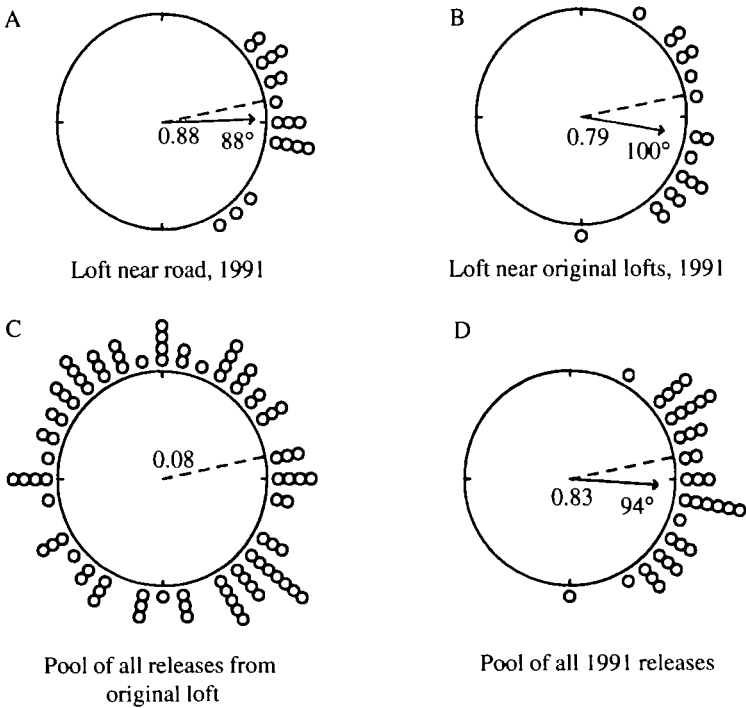 A
0.88
88°
Loft near road, 1991
B
0.79
100°
Loft near original lofts, 1991
C
0.08
Pool of all releases from
original loft
D
0.83
94°
Pool of all 1991 releases